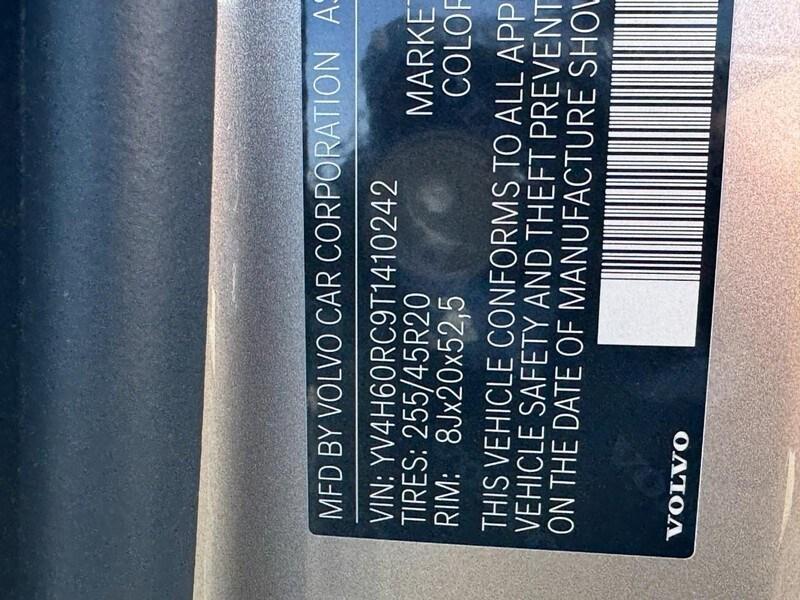 MFD BY VOLVO CAR CORPORATION
VIN: YV4H60RC9T1410242
TIRES: 255/45R20
RIM: 8Jx20x52,5
COLOR
THIS VEHICLE CONFORMS TO ALL APP
VEHICLE SAFETY AND THEFT PREVENT
ON THE DATE OF MANUFACTURE SHOW
VOLVO